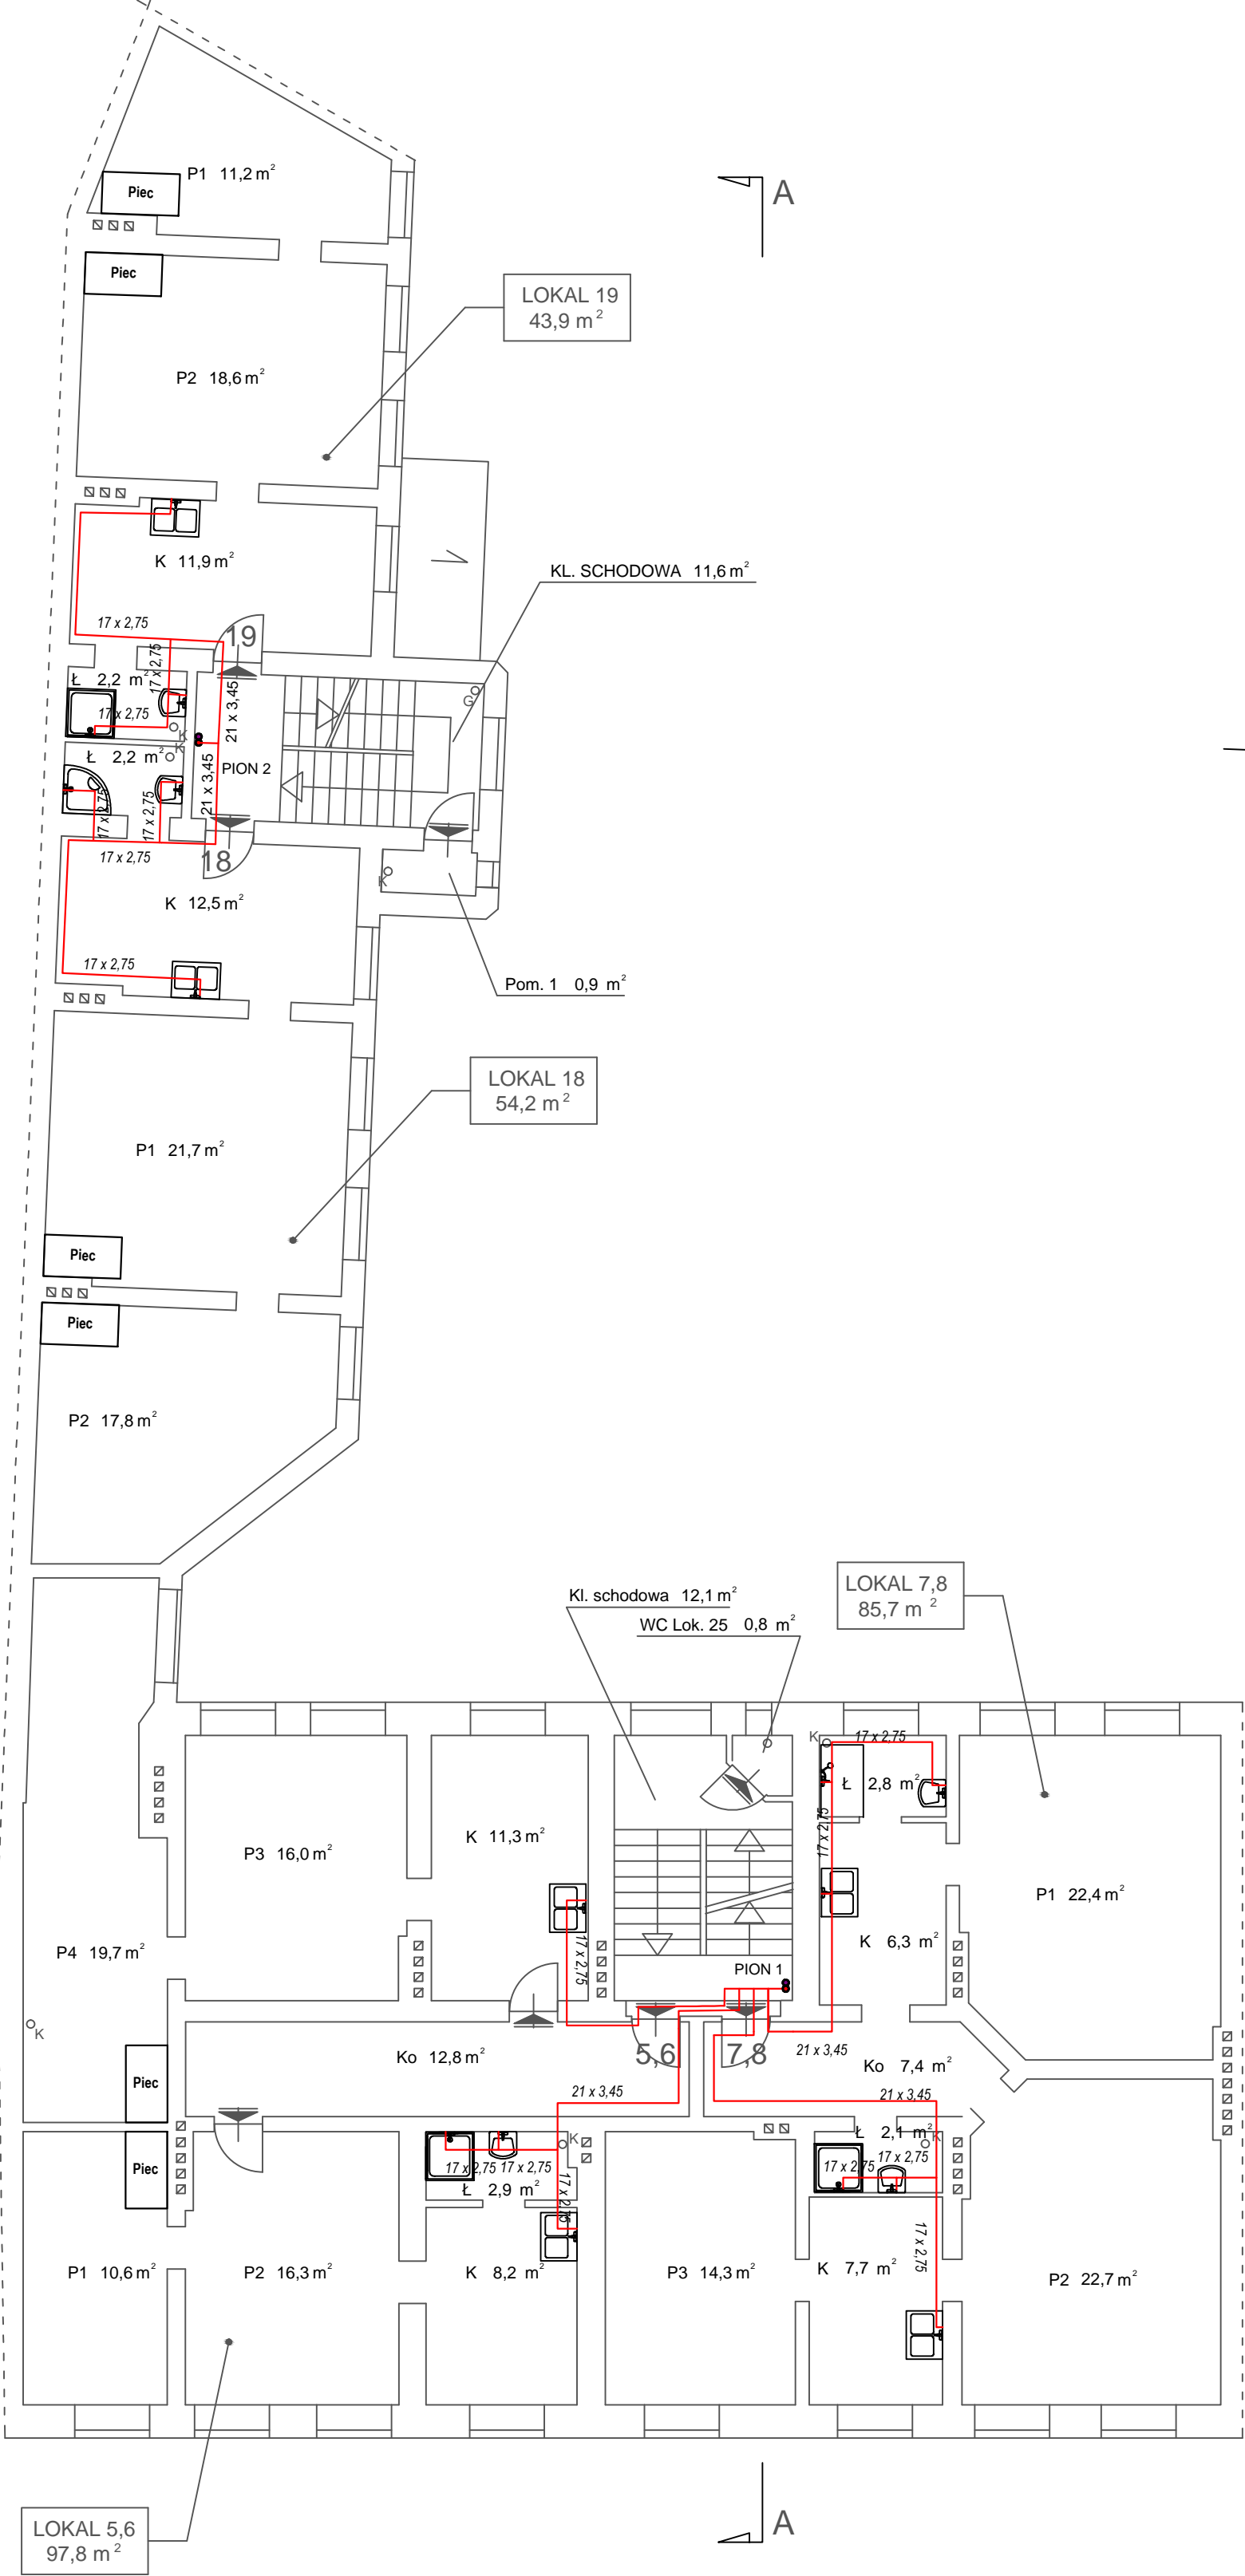 P1 11,2 m²
Piec
A
Piec
LOKAL 19
43,9 m²
P2 18,6 m²
K 11,9 m²
KL. SCHODOWA 11,6 m²
17 x 2,75
19
17 x 2,75
Ł 2,2 m²
21 x 3,45
G
17 x 2,75
K
K
Ł 2,2 m²
21 x 3,45
PION 2
17 x 2,75
17 x 2,75
17 x 2,75
18
K
K 12,5 m²
17 x 2,75
Pom. 1 0,9 m²
LOKAL 18
54,2 m²
P1 21,7 m²
Piec
Piec
P2 17,8 m²
Kl. schodowa 12,1 m²
WC Lok. 25 0,8 m²
LOKAL 7,8
85,7 m²
K
17 x 2,75
Ł 2,8 m²
17 x 2,75
K 11,3 m²
P3 16,0 m²
P1 22,4 m²
P4 19,7 m²
17 x 2,75
K 6,3 m²
PION 1
K
Ko 12,8 m²
5,6
7,8
21 x 3,45
Ko 7,4 m²
Piec
21 x 3,45
21 x 3,45
K
Ł 2,1 m²
K
Piec
17 x 2,75
17 x 2,75
17 x 2,75
17 x 2,75
17 x 2,75
Ł 2,9 m²
17 x 2,75
P1 10,6 m²
P2 16,3 m²
K 8,2 m²
P3 14,3 m²
K 7,7 m²
P2 22,7 m²
A
LOKAL 5,6
97,8 m²